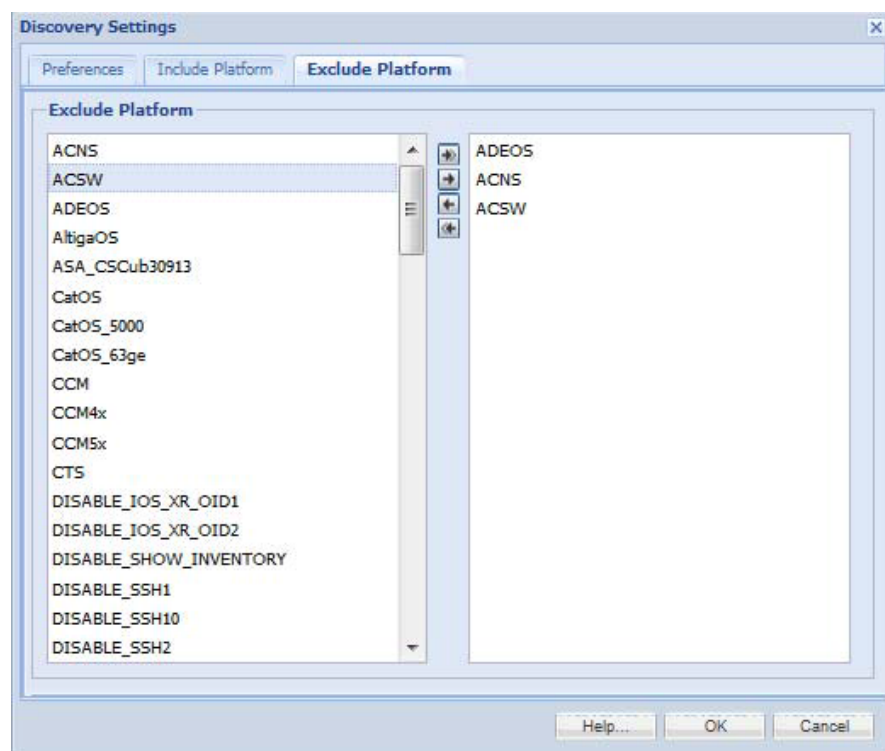 Discovery Settings
Preferences
Include Platform
Exclude Platform
Exclude Platform
ACNS
ACSW
ADEOS
AltigaOS
ASA_CSCub30913
CatOS
CatOS_5000
CatOS_63ge
CCM
CCM4x
CCM5x
CTS
DISABLE_IOS_XR_OID1
DISABLE_IOS_XR_OID2
DISABLE_SHOW_INVENTORY
DISABLE_SSH1
DISABLE_SSH10
DISABLE_SSH2
ADEOS
ACNS
ACSW
Help...
OK
Cancel